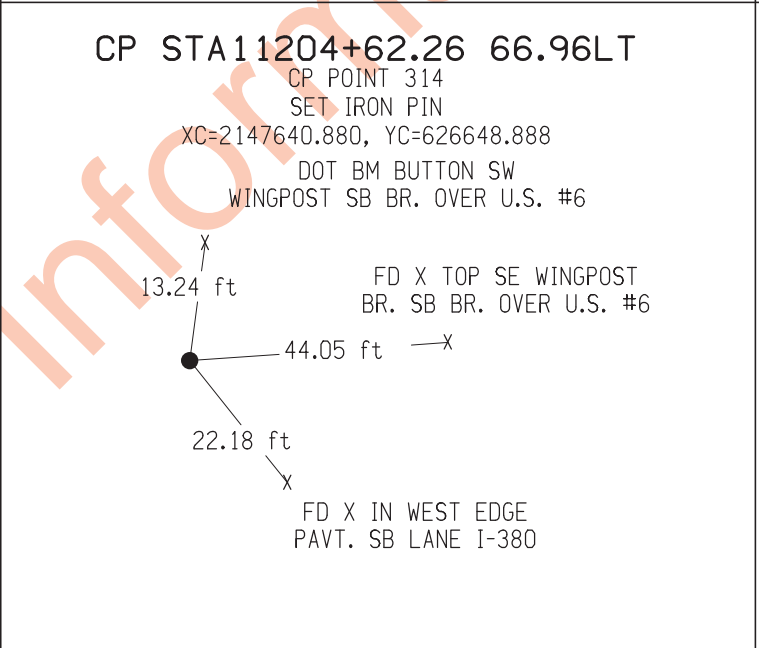 CP STA11204+62.26 66.96LT
CP POINT 314
SET IRON PIN
XC=2147640.880, YC=626648.888
DOT BM BUTTON SW
WINGPOST SB BR. OVER U.S. #6
X
13.24 ft
FD X TOP SE WINGPOST
BR. SB BR. OVER U.S. #6
44.05 ft X
22.18 ft
X
FD X IN WEST EDGE
PAVT. SB LANE I-380
Inform